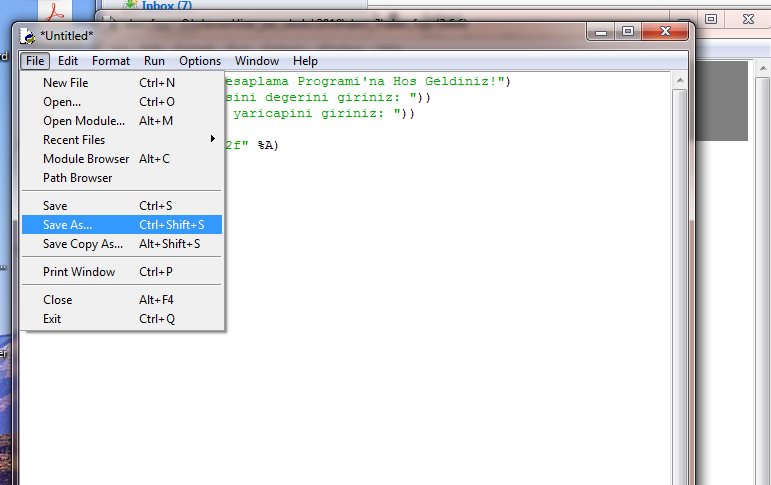 Inbox (7)
*Untitled*
File Edit Format Run Options Window Help
New File Ctrl+N
Open... Ctrl+O
Open Module... Alt+M
Recent Files
Module Browser Alt+C
Path Browser
Save Ctrl+S
Save As... Ctrl+Shift+S
Save Copy As... Alt+Shift+S
Print Window Ctrl+P
Close Alt+F4
Exit Ctrl+Q
esaplama Programi'na Hos Geldiniz!")
sini degerini giriniz: "))
yaricapini giriniz: "))
2f" %A)